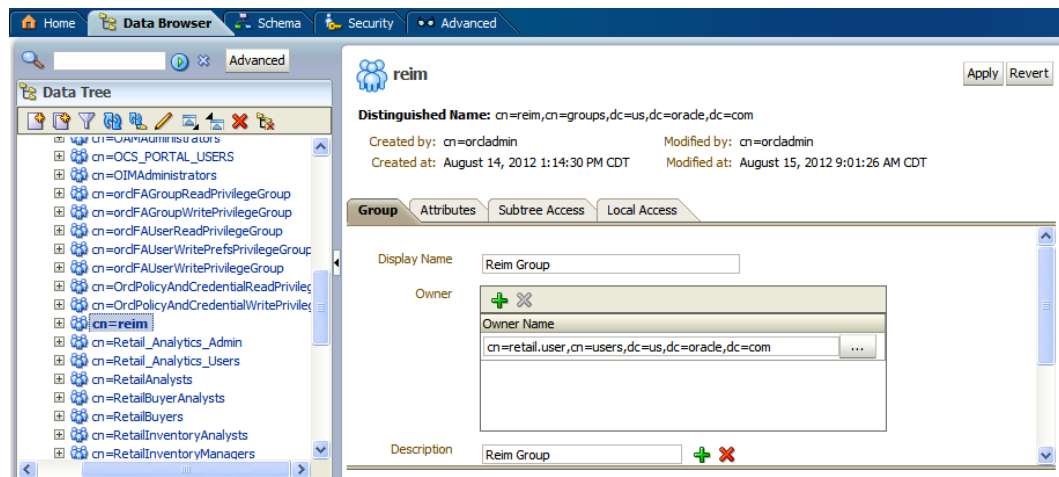 Home Data Browser Schema Security Advanced
Advanced
Data Tree
cn=OAMAdministrators
cn=OCS_PORTAL_USERS
cn=OIMAdministrators
cn=orclFAGroupReadPrivilegeGroup
cn=orclFAGroupWritePrivilegeGroup
cn=orclFAUserReadPrivilegeGroup
cn=orclFAUserWritePrefsPrivilegeGroup
cn=orclFAUserWritePrivilegeGroup
cn=OrclPolicyAndCredentialReadPrivileg
cn=OrclPolicyAndCredentialWritePrivileg
cn=reim
cn=Retail_Analytics_Admin
cn=Retail_Analytics_Users
cn=RetailAnalysts
cn=RetailBuyerAnalysts
cn=RetailBuyers
cn=RetailInventoryAnalysts
cn=RetailInventoryManagers
reim
Apply Revert
Distinguished Name: cn=reim,cn=groups,dc=us,dc=oracle,dc=com
Created by: cn=orcladmin Modified by: cn=orcladmin
Created at: August 14, 2012 1:14:30 PM CDT Modified at: August 15, 2012 9:01:26 AM CDT
Group Attributes Subtree Access Local Access
Display Name Reim Group
Owner
Owner Name
cn=retail.user,cn=users,dc=us,dc=oracle,dc=com ...
Description Reim Group